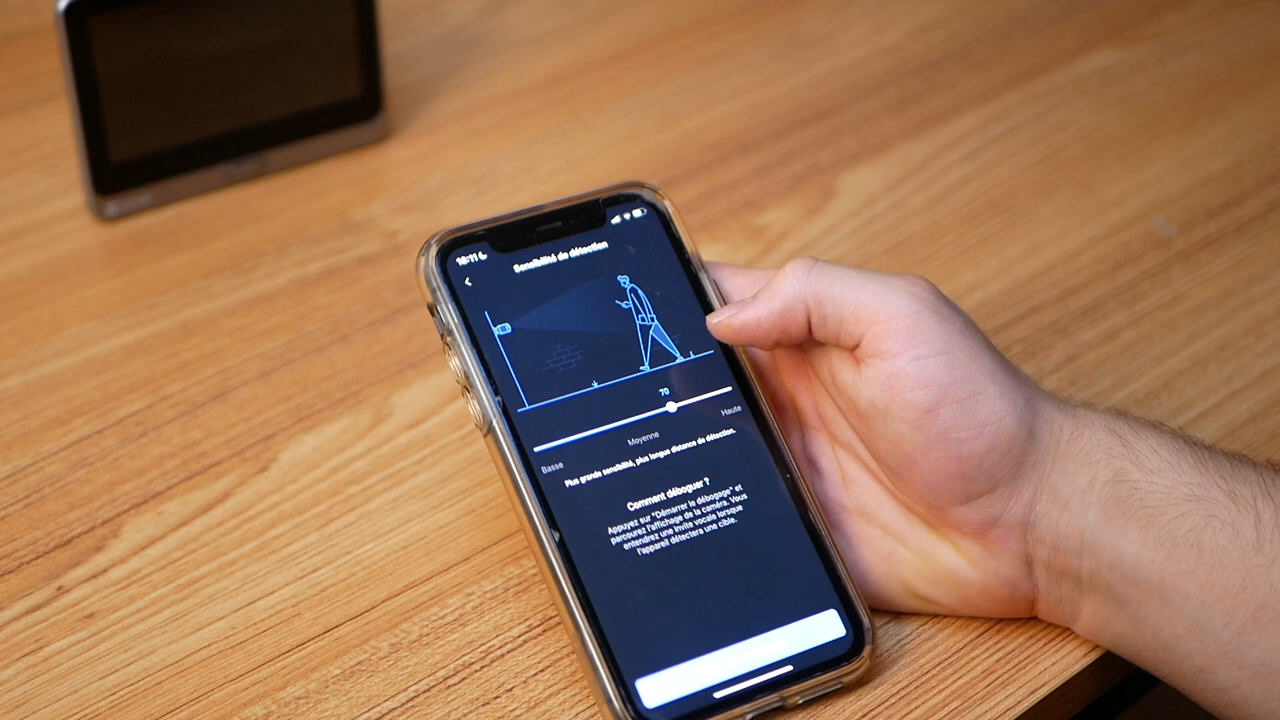 18:11
Sensibilité de détection
70
Basse
Moyenne
Haute
Plus grande sensibilité, plus longue distance de détection.
Comment déboguer ?
Appuyez sur "Démarrer le débogage" et
parcourez l'affichage de la caméra. Vous
entendrez une invite vocale lorsque
l'appareil détectera une cible.